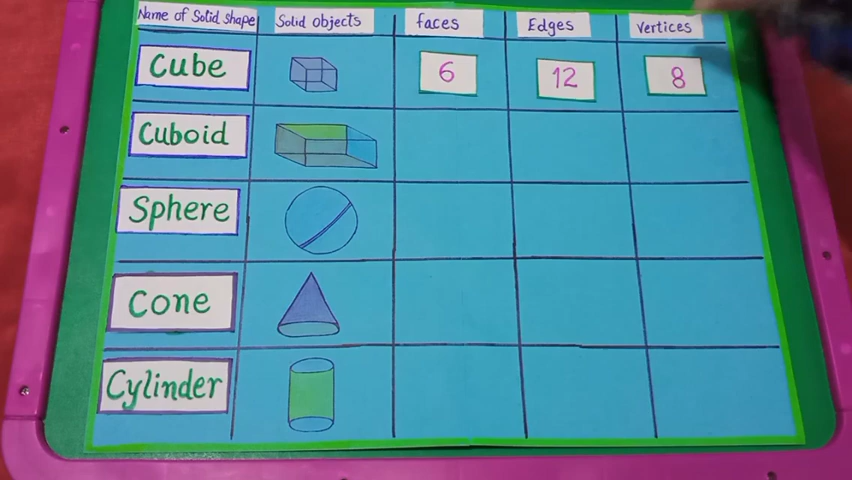 Name of Solid shape Solid objects faces Edges Vertices
Cube 6 12 8
Cuboid
Sphere
Cone
Cylinder